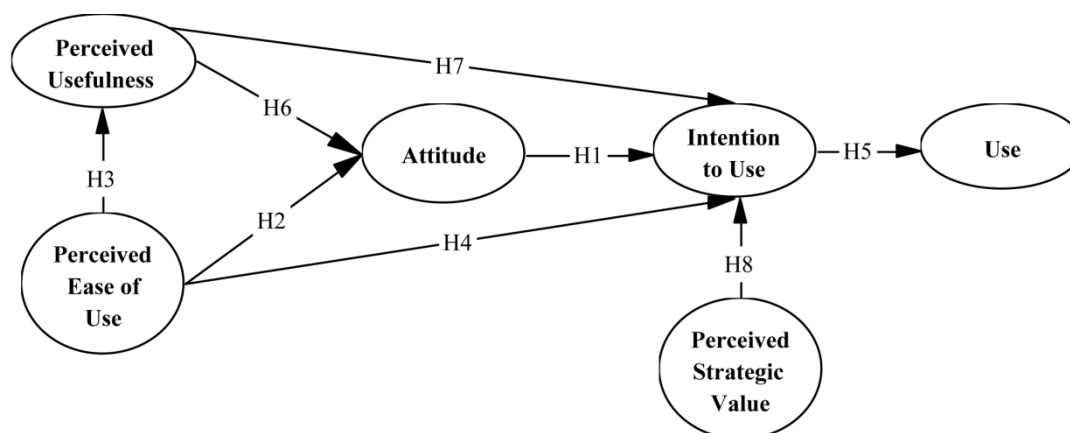 Perceived
Usefulness
H7
H6
Attitude
H1
Intention
to Use
H5
Use
H3
H2
H4
Perceived
Ease of
Use
H8
Perceived
Strategic
Value